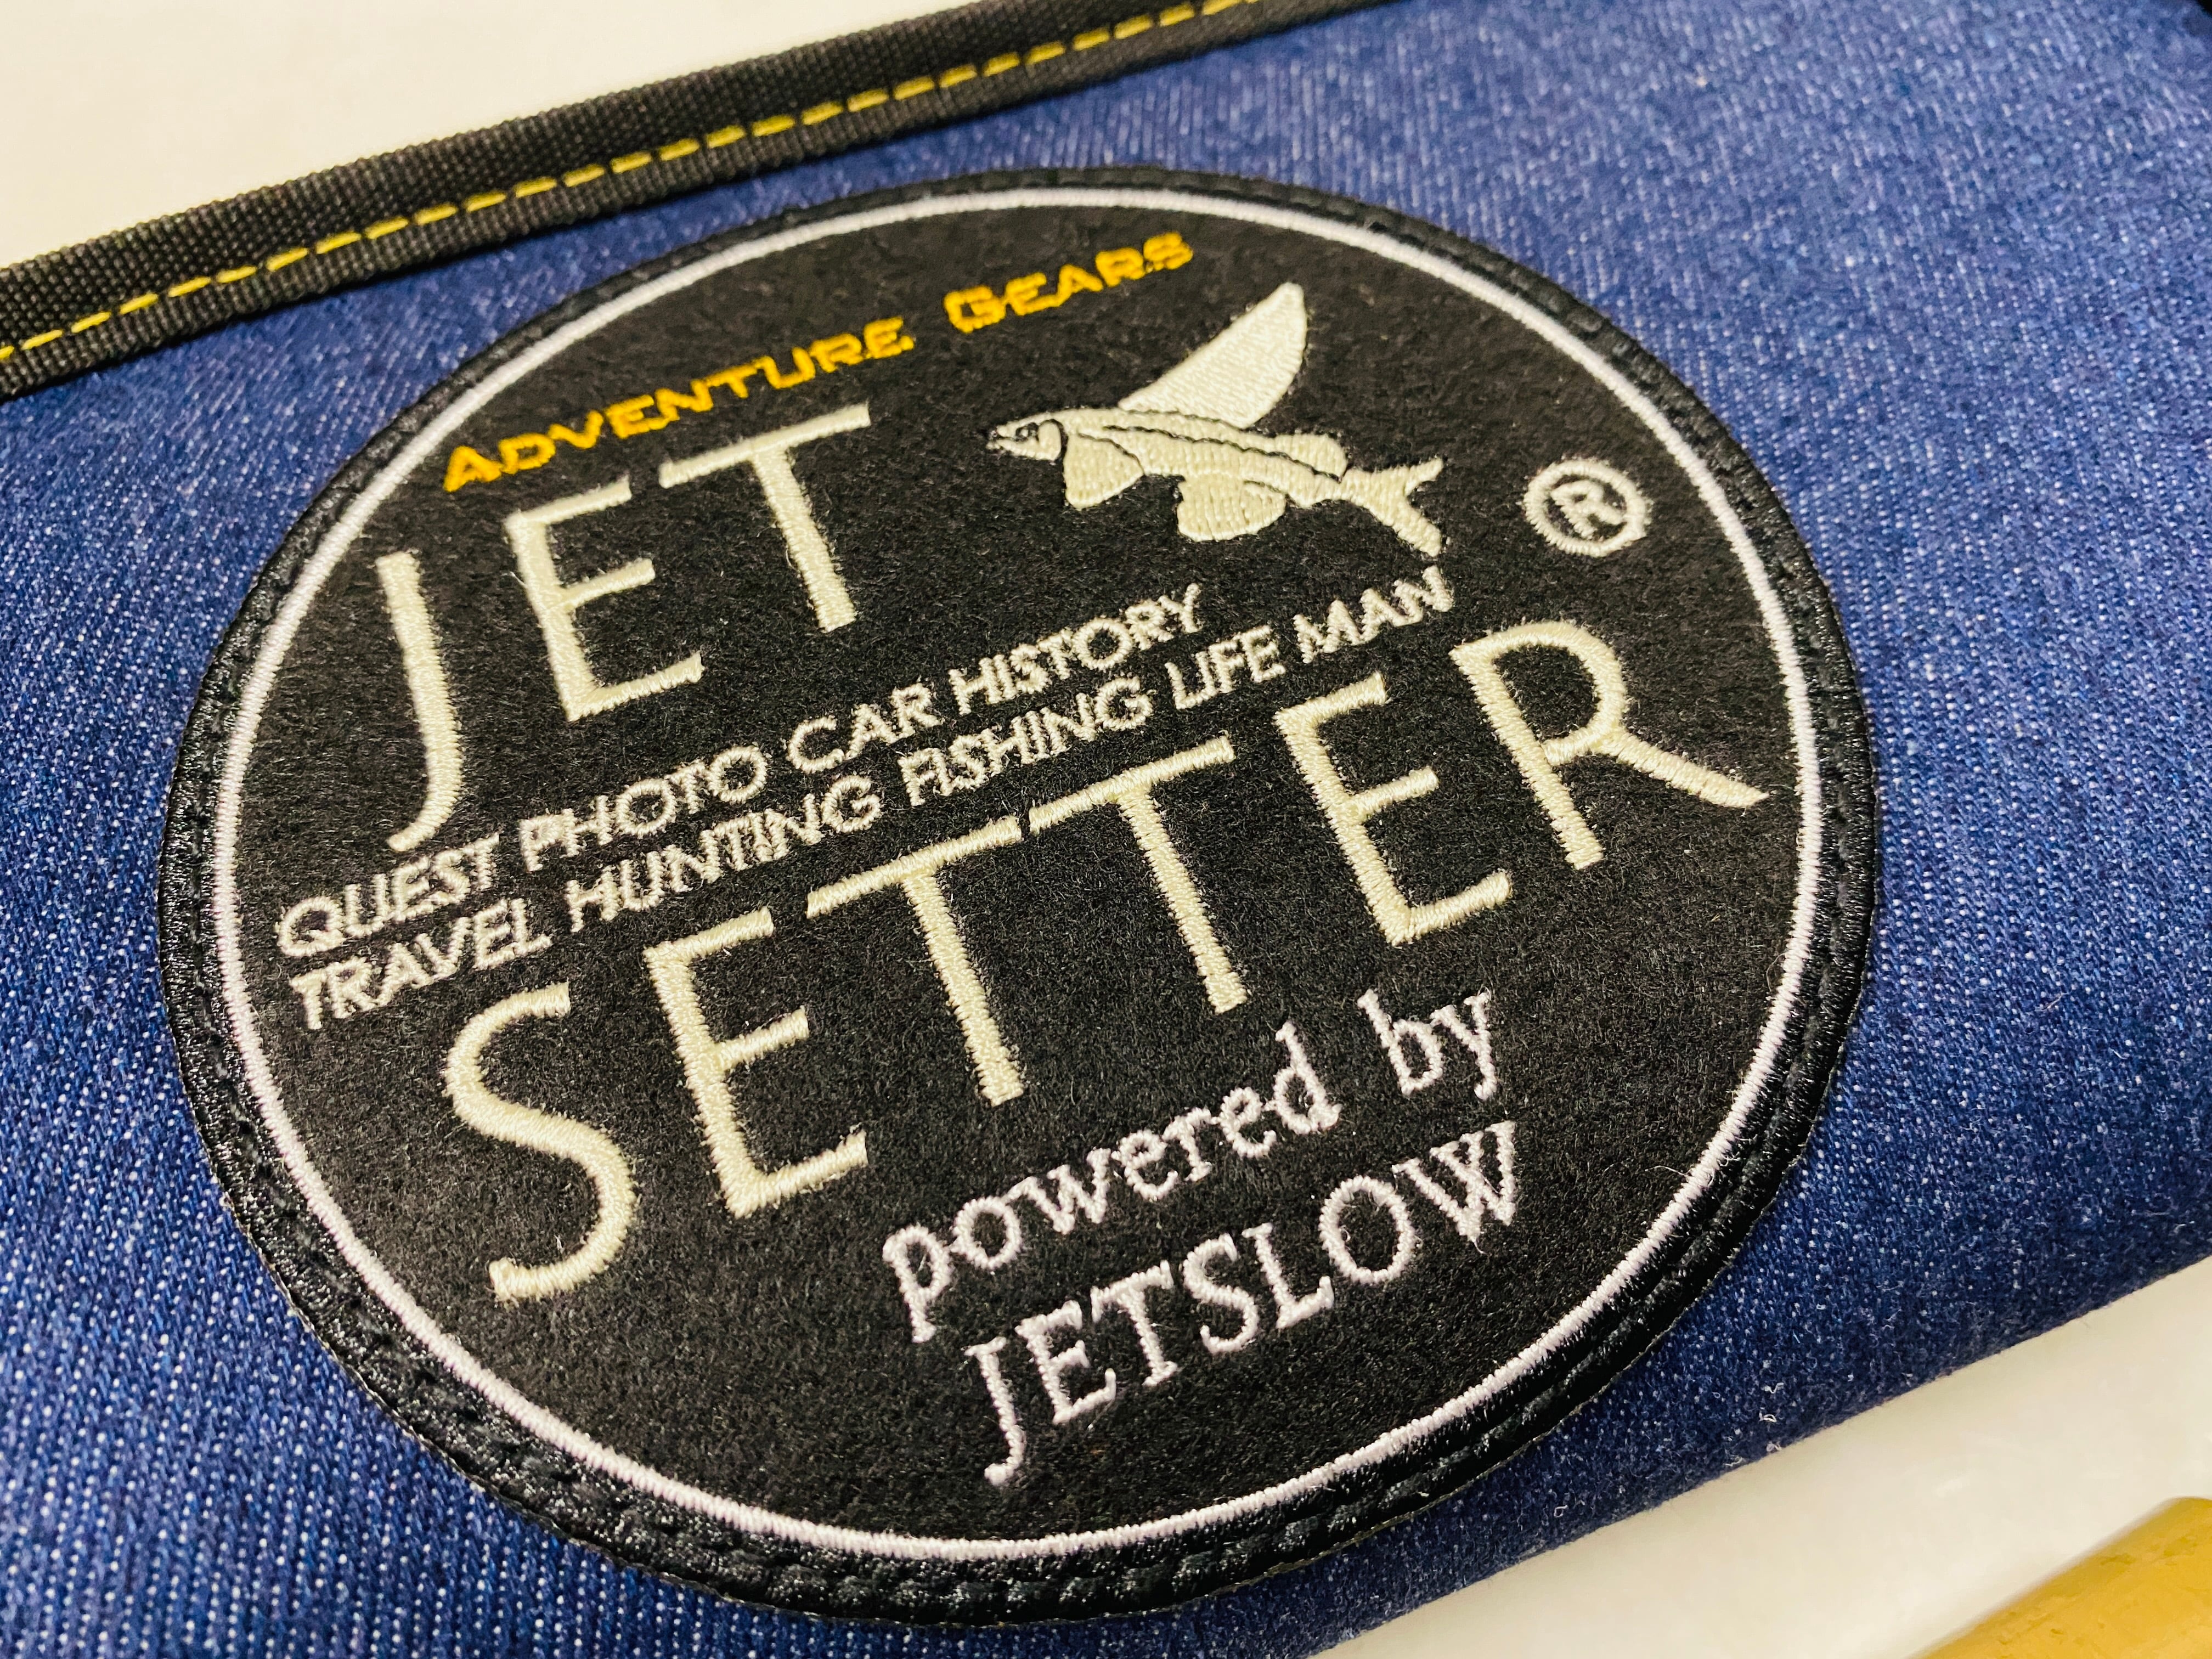 ADVENTURE GEARS
JET
®
QUEST PHOTO CAR HISTORY
TRAVEL HUNTING FISHING LIFE MAN
SETTER
powered by
JETSLOW